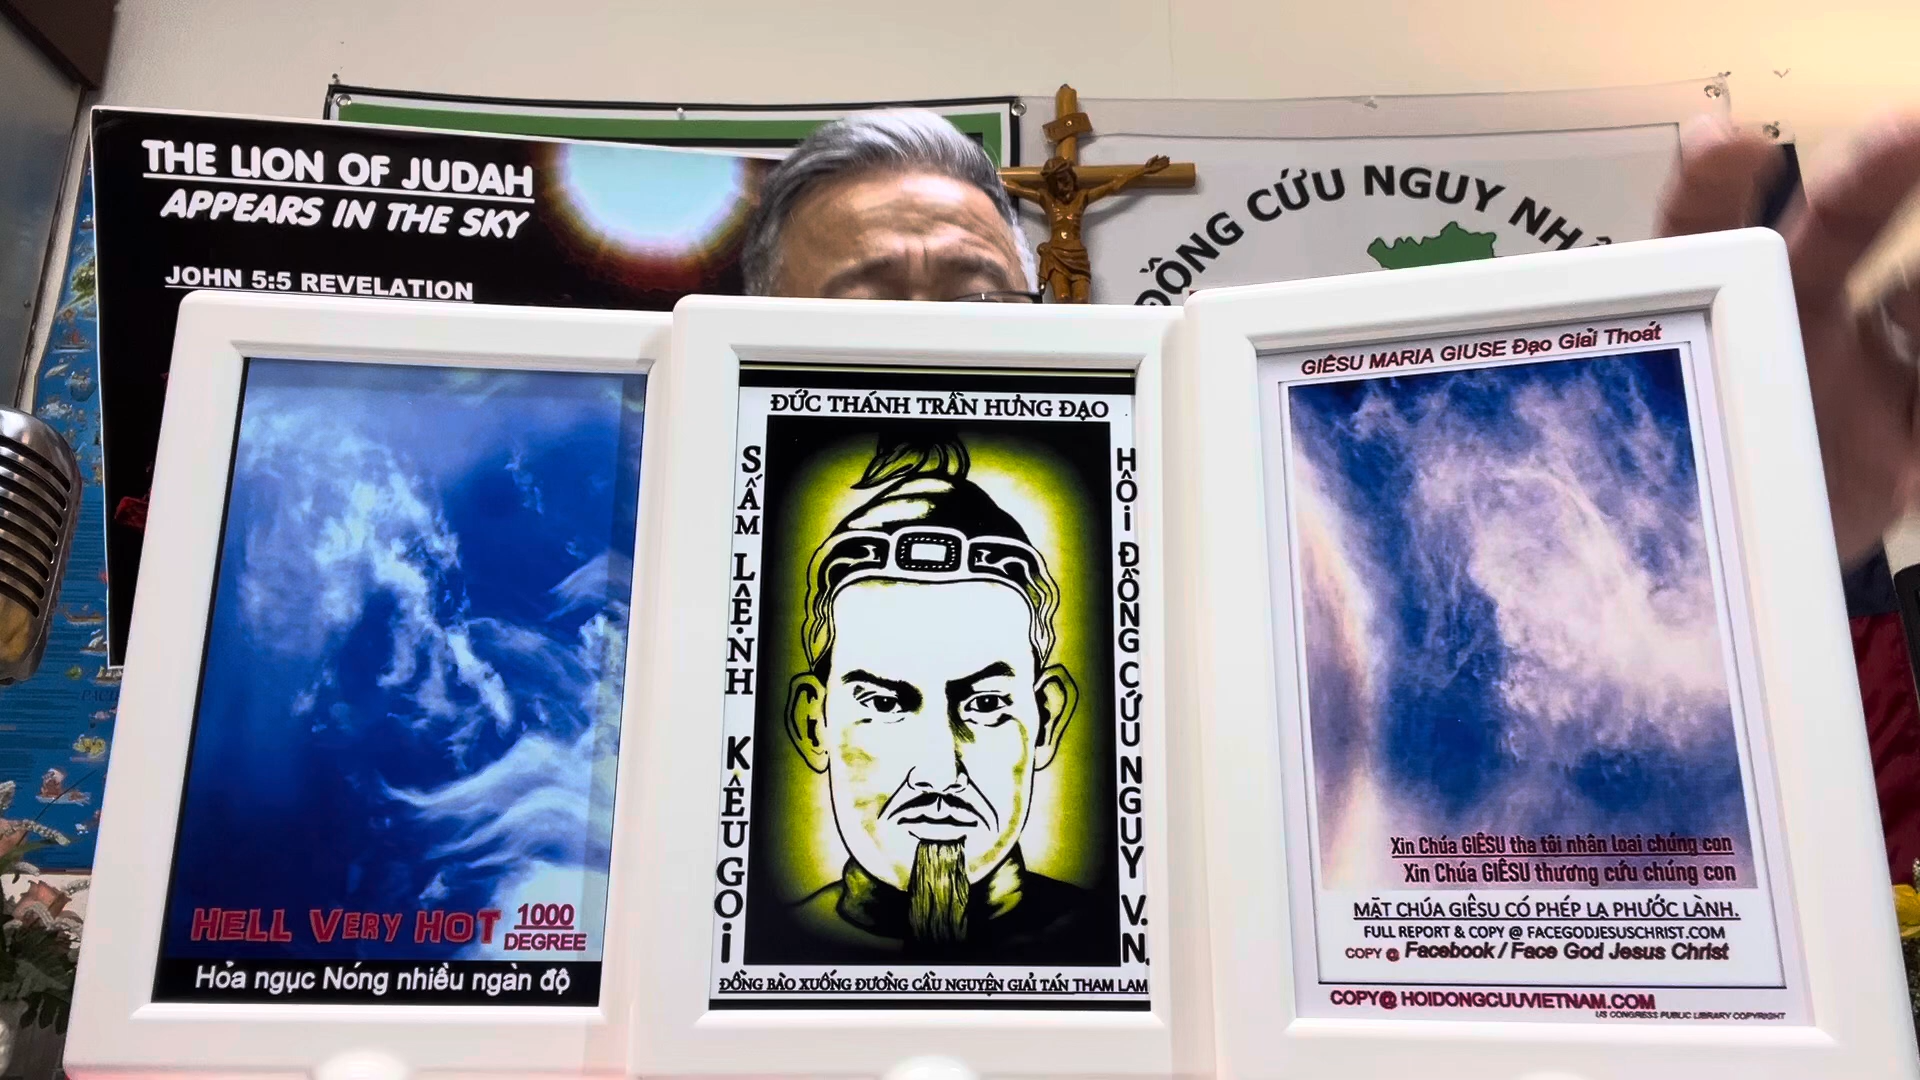 THE LION OF JUDAH
APPEARS IN THE SKY
JOHN 5:5 REVELATION
ĐỒNG CỨU NGUY
HELL VERY HOT 1000
DEGREE
Hỏa ngục Nóng nhiều ngàn độ
ĐỨC THÁNH TRẦN HƯNG ĐẠO
SẤM LỆNH KÊU GOI
HÔI ĐỒNG CỨU NGUY V.N.
ĐỒNG BÀO XUỐNG ĐƯỜNG CẦU NGUYỆN GIẢI TÁN THAM LAM
GIÊSU MARIA GIUSE Đạo Giải Thoát
Xin Chúa GIÊSU tha tôi nhân loai chúng con
Xin Chúa GIÊSU thương cứu chúng con
MẶT CHÚA GIÊSU CÓ PHÉP LẠ PHƯỚC LÀNH.
FULL REPORT & COPY @ FACEGODJESUSCHRIST.COM
COPY @ Facebook / Face God Jesus Christ
COPY@ HOIDONGCUUVIETNAM.COM
US CONGRESS PUBLIC LIBRARY COPYRIGHT